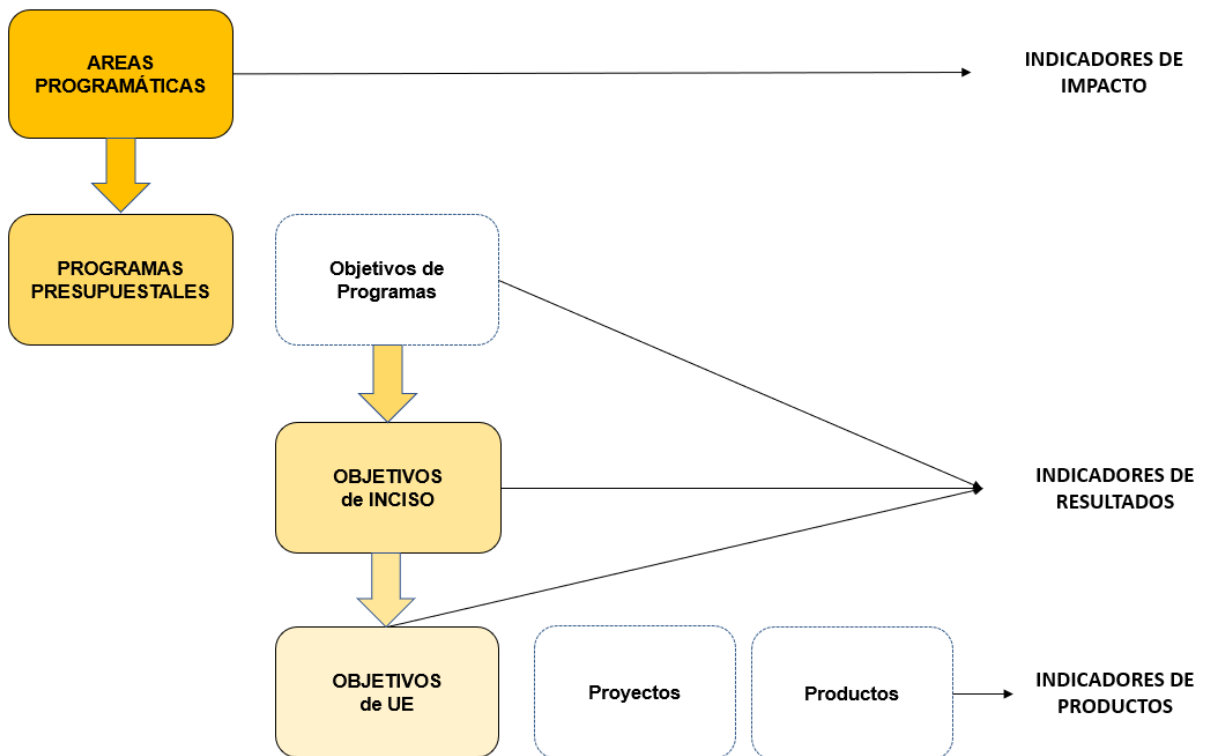 AREAS
PROGRAMÁTICAS
INDICADORES DE
IMPACTO
PROGRAMAS
PRESUPUESTALES
Objetivos de
Programas
OBJETIVOS
de INCISO
INDICADORES DE
RESULTADOS
OBJETIVOS
de UE
Proyectos
Productos
INDICADORES DE
PRODUCTOS